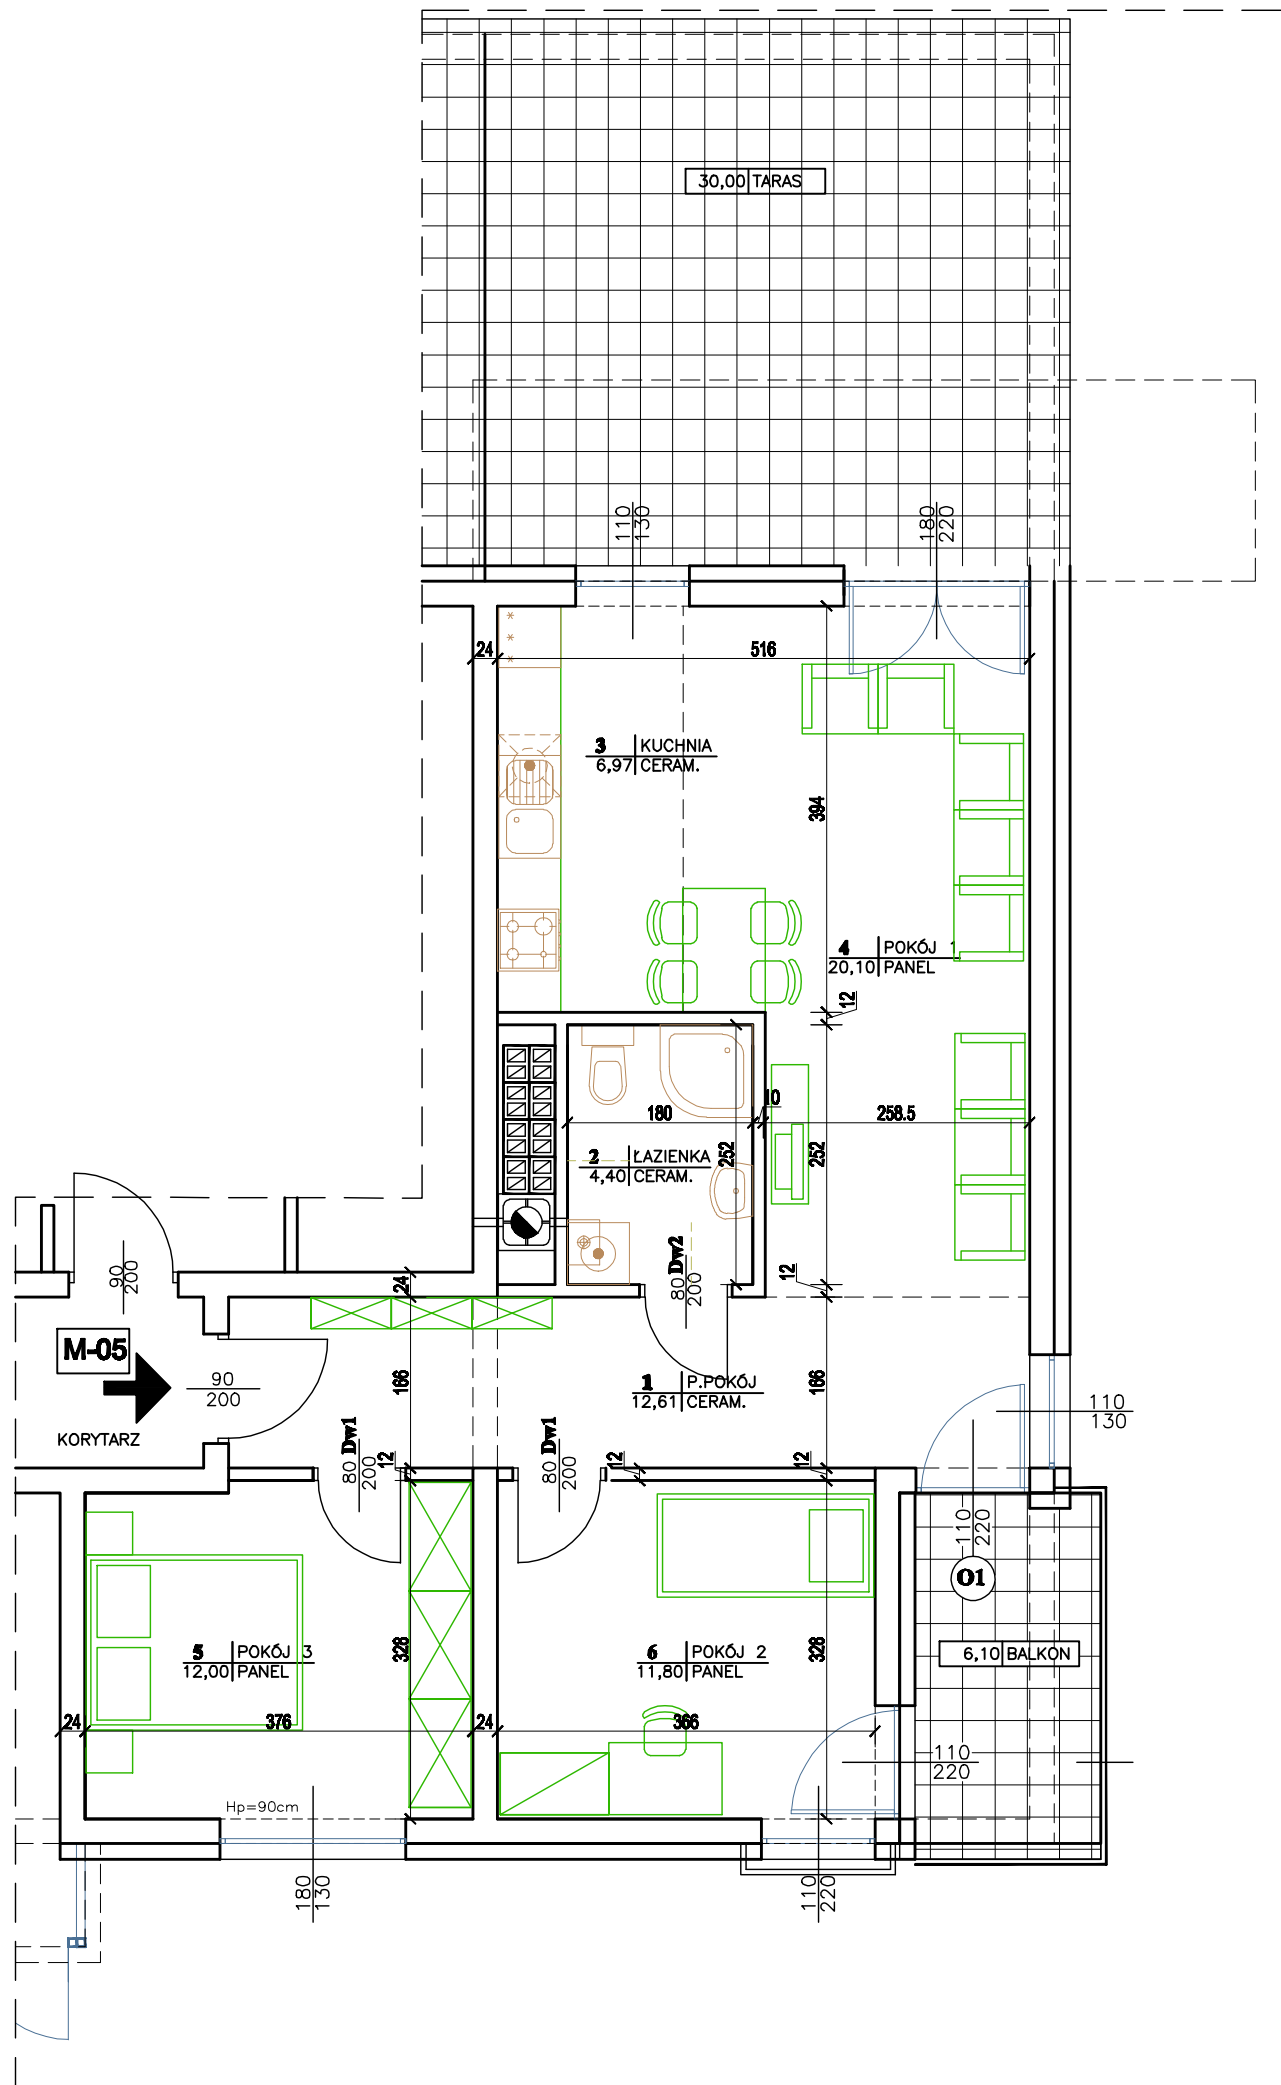 30,00 TARAS
110
130
180
220
24
516
3 KUCHNIA
6,97 CERAM.
394
4 POKÓJ 1
20,10 PANEL
12
10
180
258.5
252
252
2 ŁAZIENKA
4,40 CERAM.
80 Dw2
200
12
90
200
24
M-05
90
200
KORYTARZ
166
1 P.POKÓJ
12,61 CERAM.
166
110
130
80 Dw1
200
12
80 Dw1
200
12
12
110
220
O1
5 POKÓJ 3
12,00 PANEL
328
6 POKÓJ 2
11,80 PANEL
328
6,10 BALKON
24
376
24
366
110
220
Hp=90cm
180
130
110
220